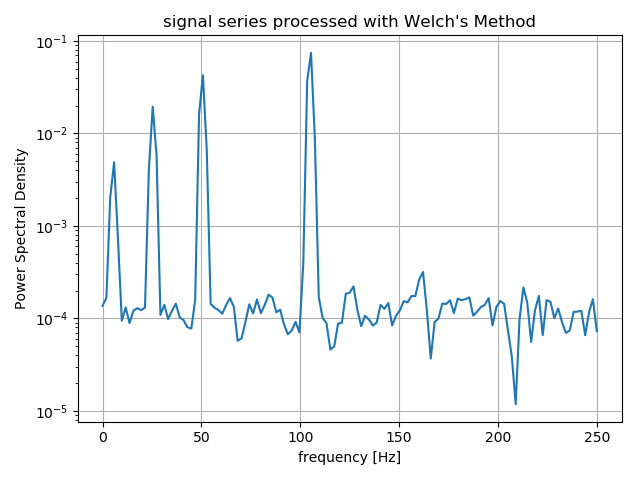 signal series processed with Welch's Method
Power Spectral Density
10⁻¹
10⁻²
10⁻³
10⁻⁴
10⁻⁵
0 50 100 150 200 250
frequency [Hz]